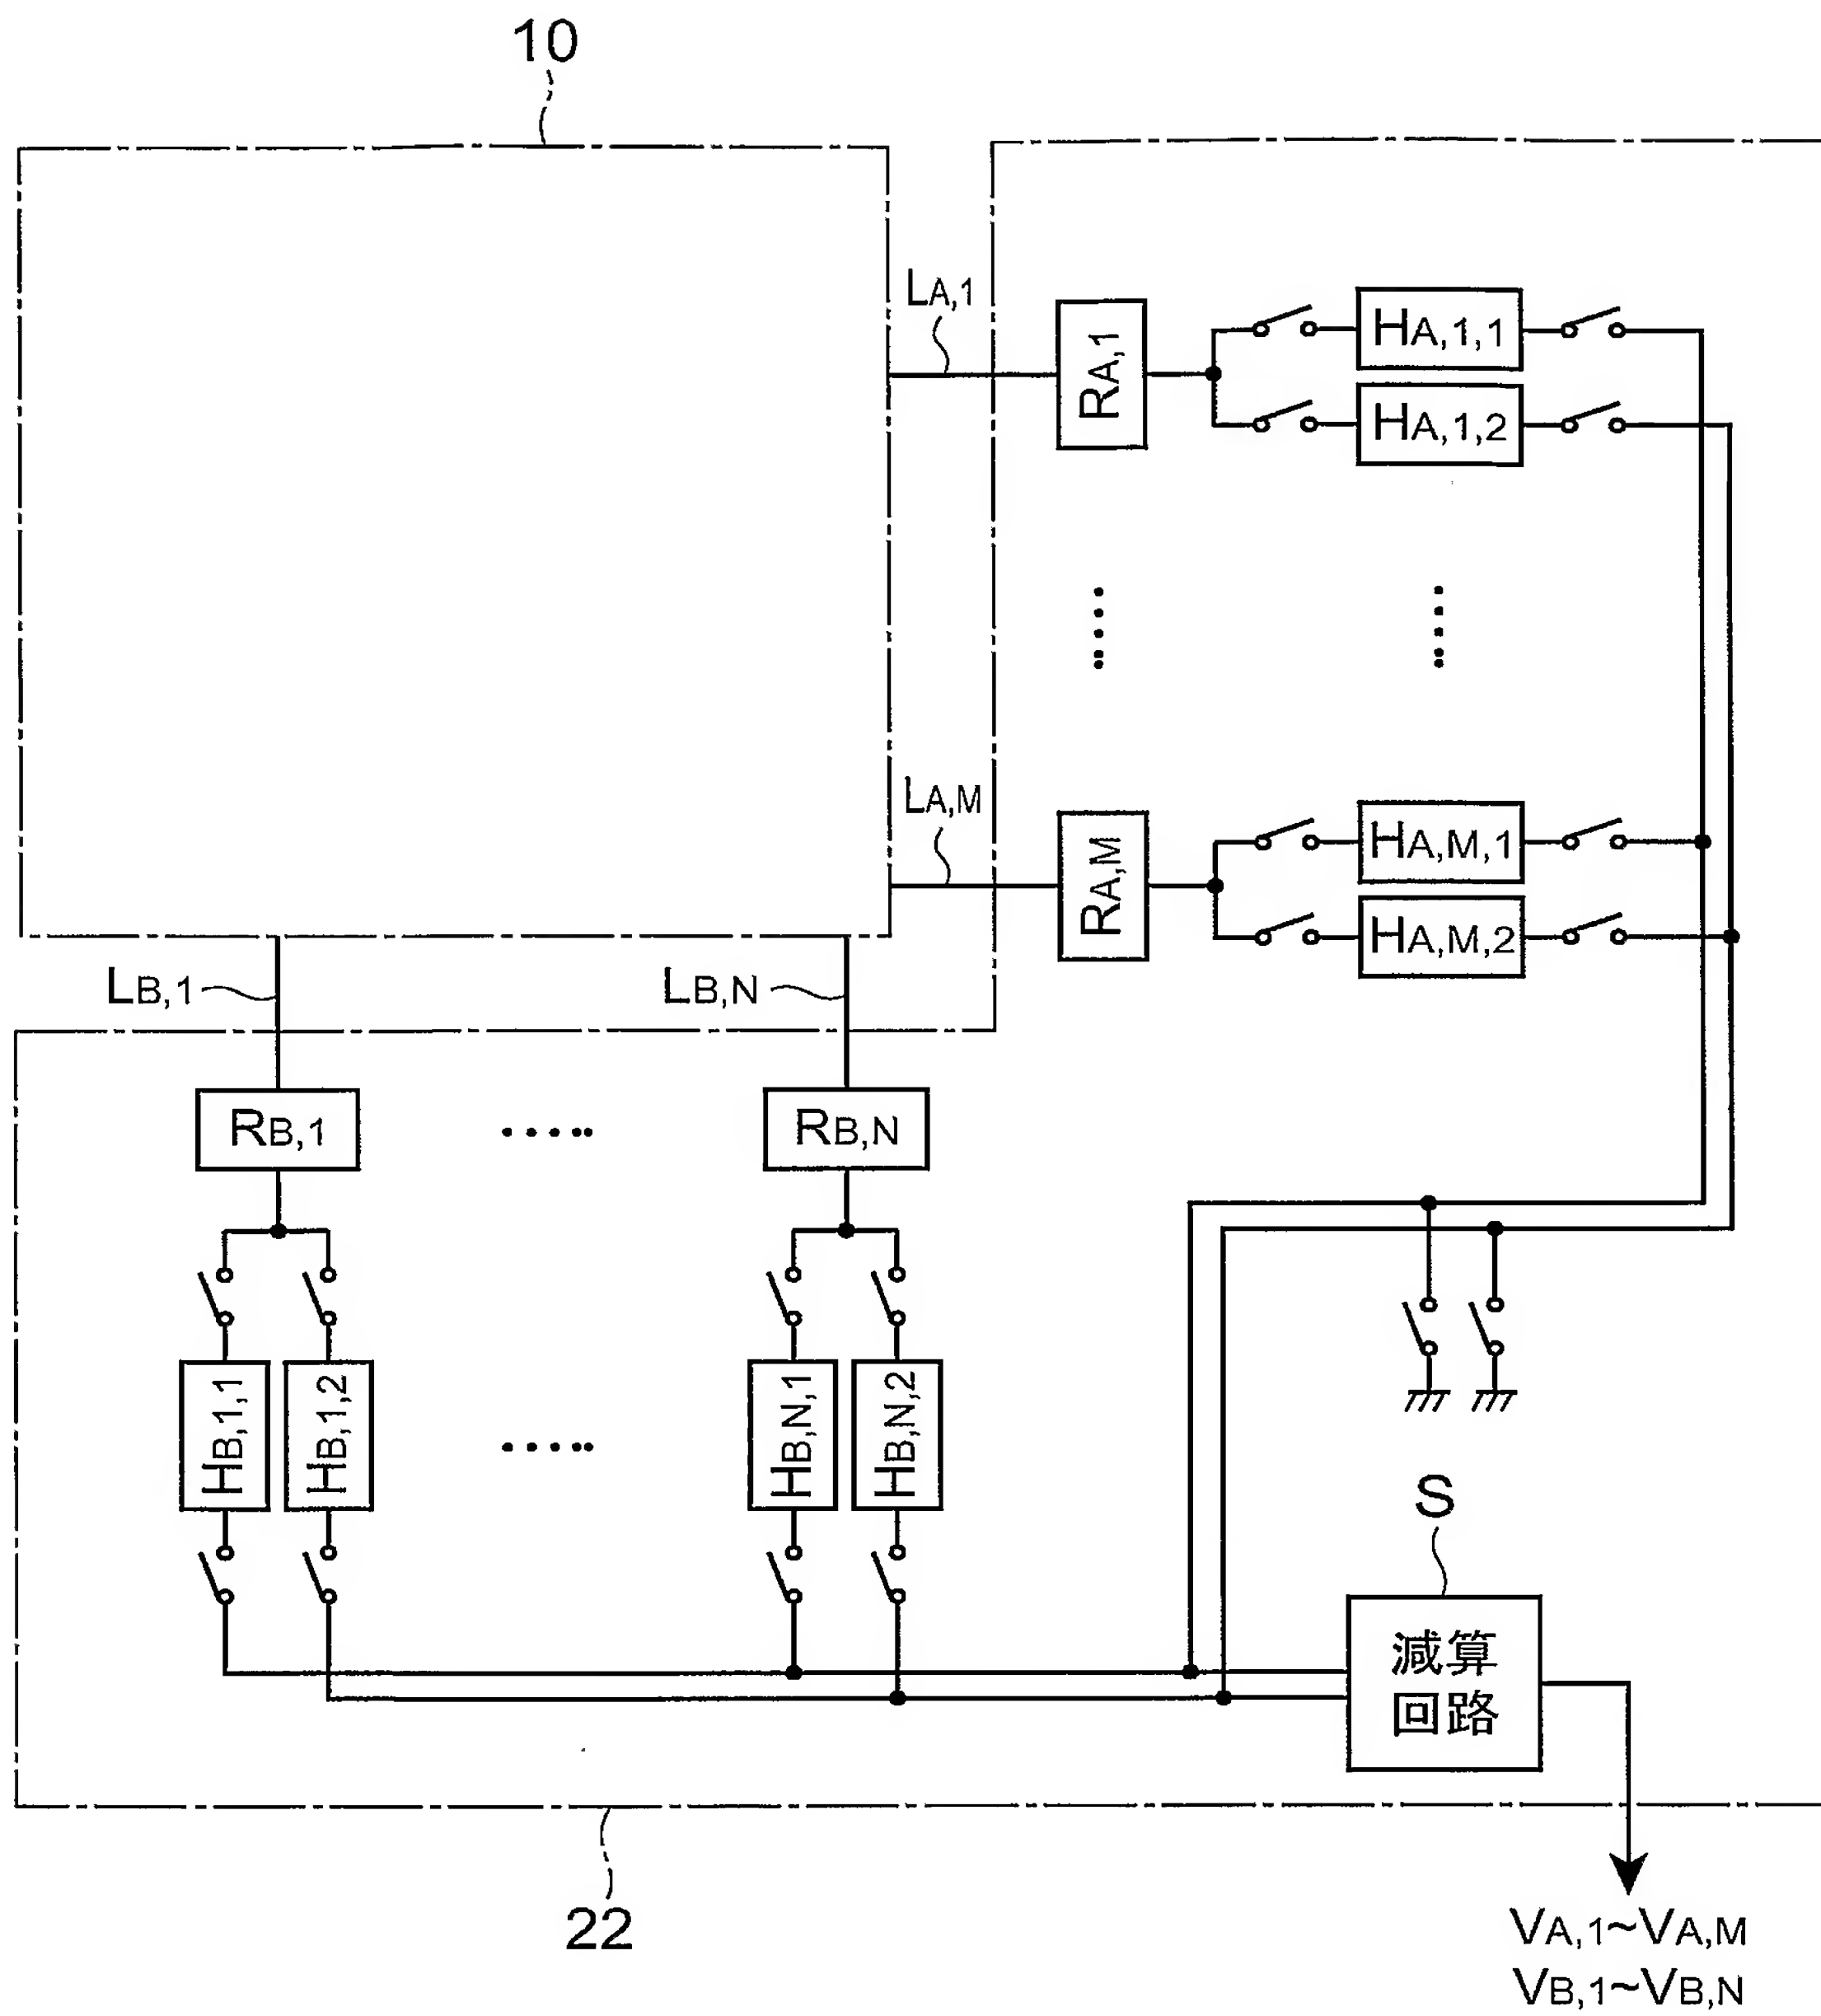 10
LA,1
RA,1
HA,1,1
HA,1,2
LA,M
RA,M
HA,M,1
HA,M,2
LB,1
LB,N
RB,1
RB,N
HB,1,1
HB,1,2
HB,N,1
HB,N,2
S
減算
回路
22
VA,1~VA,M
VB,1~VB,N